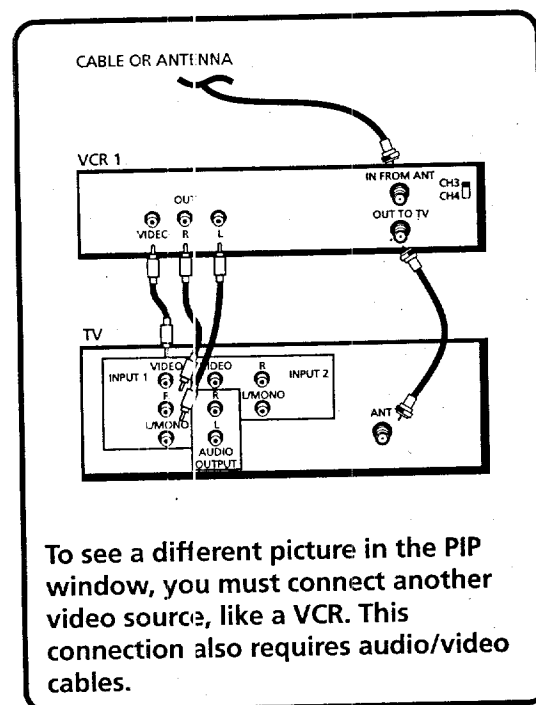 CABLE OR ANTENNA
VCR 1
IN FROM ANT
CH3
CH4
OUT
OUT TO TV
VIDEO R L
TV
INPUT 1
VIDEO
VIDEO
R
INPUT 2
R
R
L/MONO
L/MONO
L
ANT
AUDIO
OUTPUT
To see a different picture in the PIP
window, you must connect another
video source, like a VCR. This
connection also requires audio/video
cables.